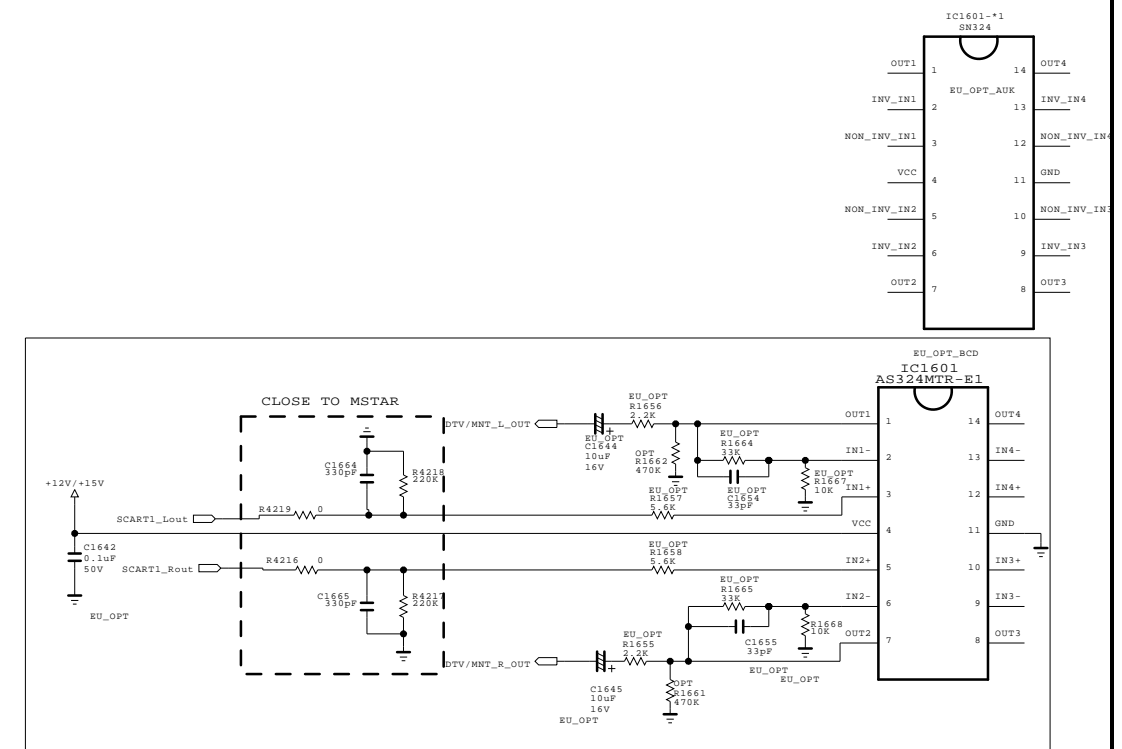 IC1601-*1
SN324
OUT1
1
14
OUT4
EU_OPT_AUK
INV_IN1
2
13
INV_IN4
NON_INV_IN1
3
12
NON_INV_IN4
VCC
4
11
GND
NON_INV_IN2
5
10
NON_INV_IN3
INV_IN2
6
9
INV_IN3
OUT2
7
8
OUT3
EU_OPT_BCD
IC1601
AS324MTR-E1
CLOSE TO MSTAR
DTV/MNT_L_OUT
EU_OPT
C1644
10uF
16V
EU_OPT
R1656
2.2K
OPT
R1662
470K
EU_OPT
R1664
33K
EU_OPT
C1654
33pF
EU_OPT
R1667
10K
EU_OPT
R1657
5.6K
C1664
330pF
R4218
220K
+12V/+15V
SCART1_Lout
R4219
0
C1642
0.1uF
50V
EU_OPT
SCART1_Rout
R4216
0
C1665
330pF
R4217
220K
EU_OPT
R1658
5.6K
EU_OPT
R1665
33K
C1655
33pF
EU_OPT
R1668
10K
EU_OPT
DTV/MNT_R_OUT
EU_OPT
R1655
2.2K
C1645
10uF
16V
EU_OPT
OPT
R1661
470K
OUT1
1
14
OUT4
IN1-
2
13
IN4-
IN1+
3
12
IN4+
VCC
4
11
GND
IN2+
5
10
IN3+
IN2-
6
9
IN3-
OUT2
7
8
OUT3